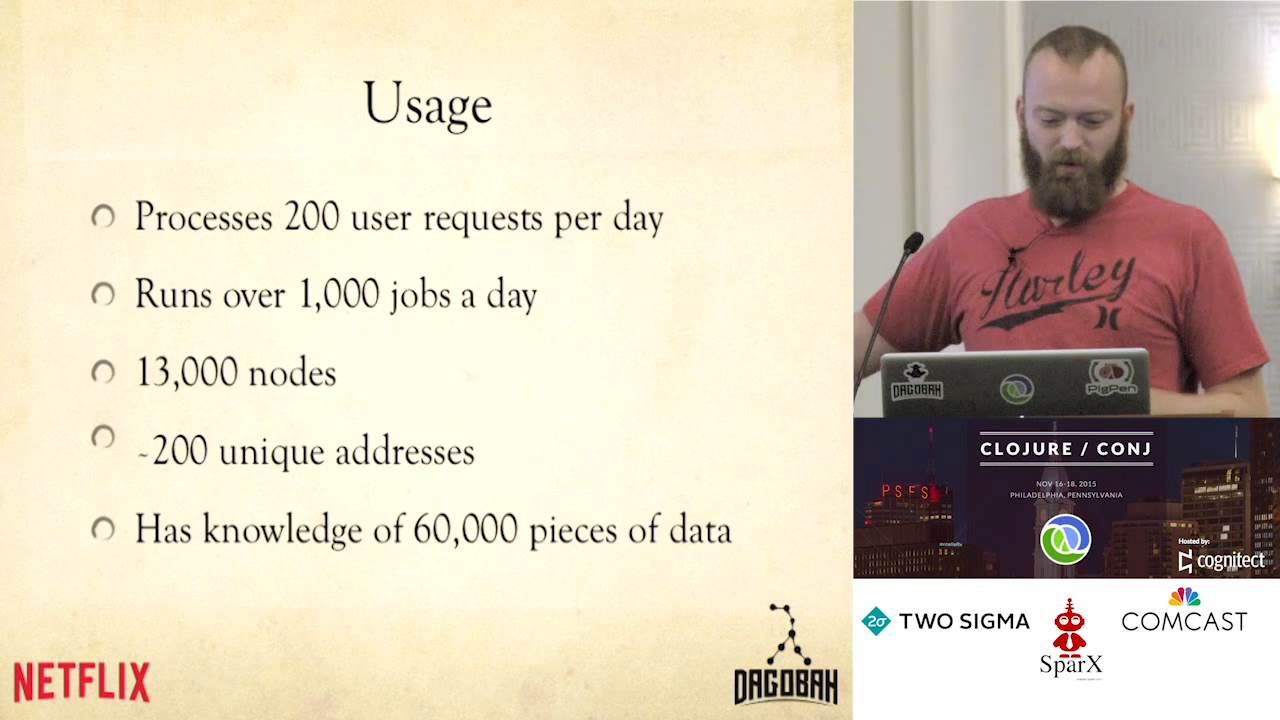 Usage
Processes 200 user requests per day
Runs over 1,000 jobs a day
13,000 nodes
~200 unique addresses
Has knowledge of 60,000 pieces of data
NETFLIX
DAGOBAH
Hurley
DAGOBAH
PigPen
CLOJURE / CONJ
NOV 16-18, 2015
PHILADELPHIA, PENNSYLVANIA
PSFS
Hosted by:
cognitect
2σ TWO SIGMA
SparX
COMCAST